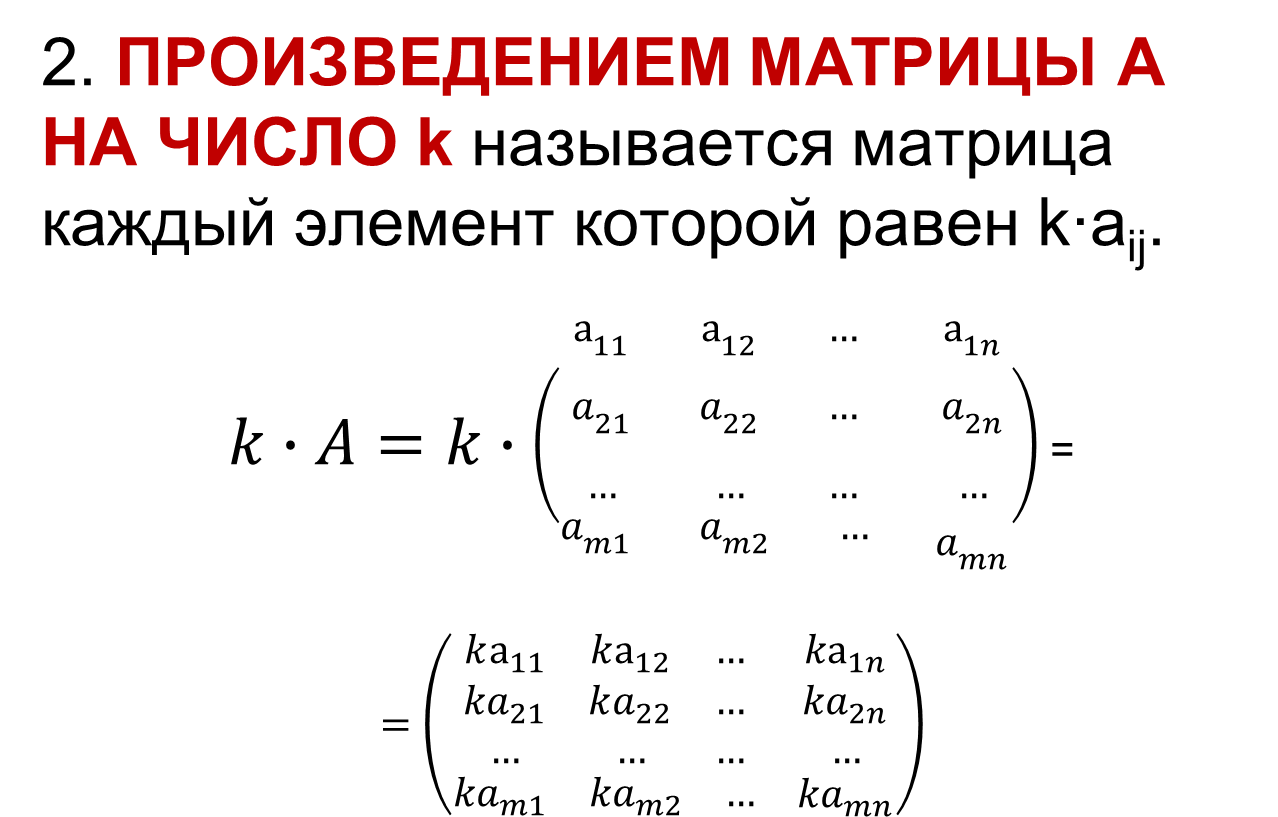 2. ПРОИЗВЕДЕНИЕМ МАТРИЦЫ А
НА ЧИСЛО k называется матрица
каждый элемент которой равен k·aᵢⱼ.
a₁₁ a₁₂ … a₁ₙ
a₂₁ a₂₂ … a₂ₙ
k · A = k · ( ) =
… … … …
aₘ₁ aₘ₂ … aₘₙ
ka₁₁ ka₁₂ … ka₁ₙ
ka₂₁ ka₂₂ … ka₂ₙ
= ( )
… … … …
kaₘ₁ kaₘ₂ … kaₘₙ